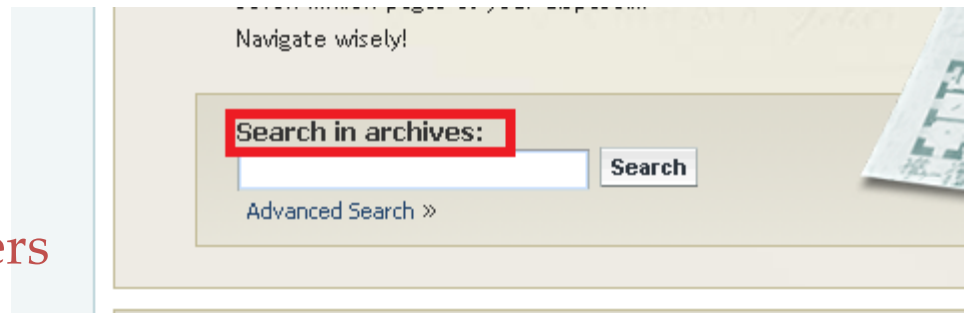 Navigate wisely!
Search in archives:
Search
Advanced Search »
ers